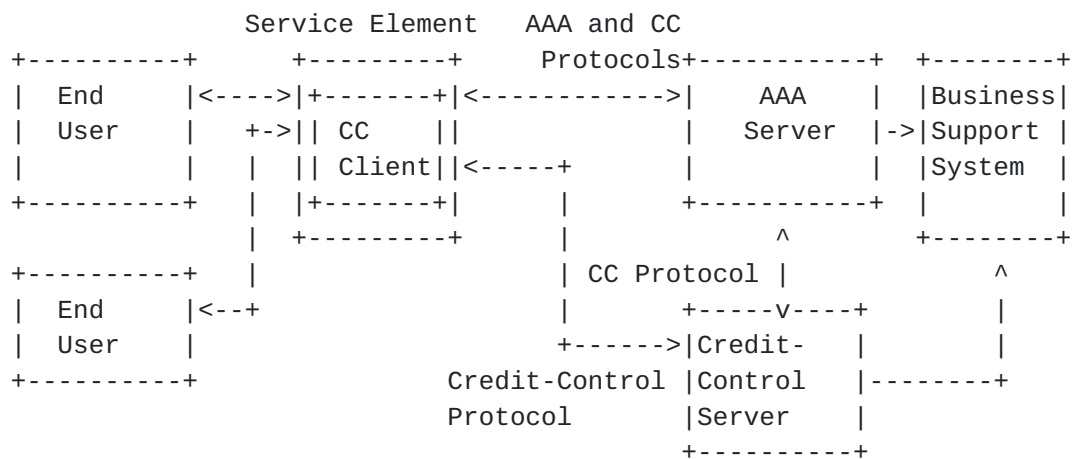 Service Element AAA and CC
Protocols
End AAA Business
User CC Server Support
Client System
CC Protocol
End
User Credit-
Credit-Control Control
Protocol Server